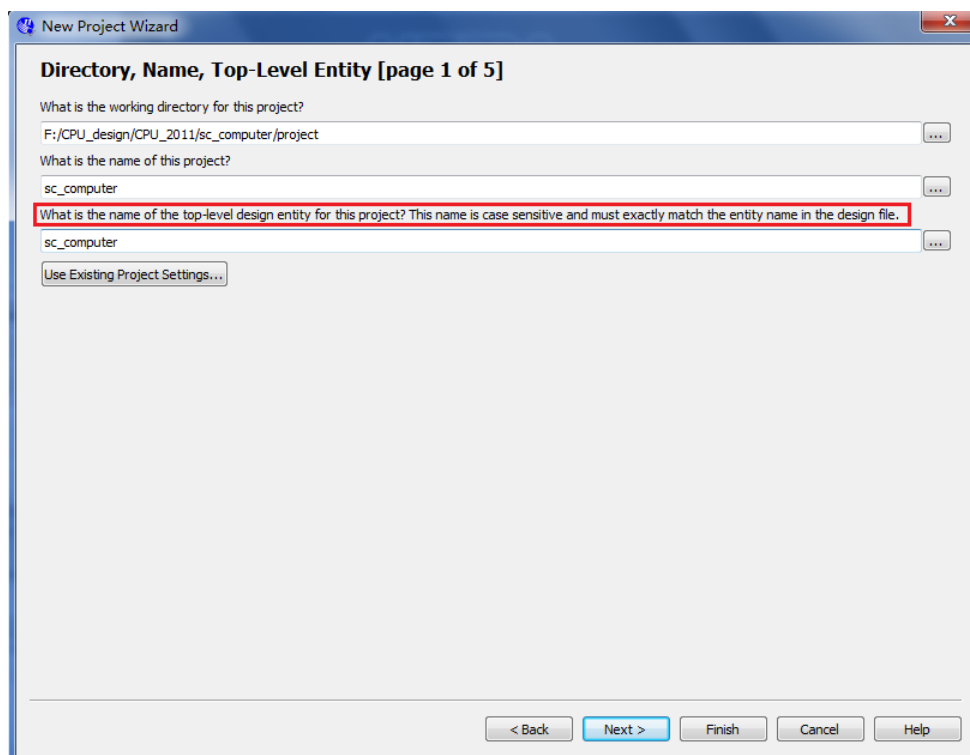 New Project Wizard
Directory, Name, Top-Level Entity [page 1 of 5]
What is the working directory for this project?
F:/CPU_design/CPU_2011/sc_computer/project
...
What is the name of this project?
sc_computer
...
What is the name of the top-level design entity for this project? This name is case sensitive and must exactly match the entity name in the design file.
sc_computer
...
Use Existing Project Settings...
< Back Next > Finish Cancel Help